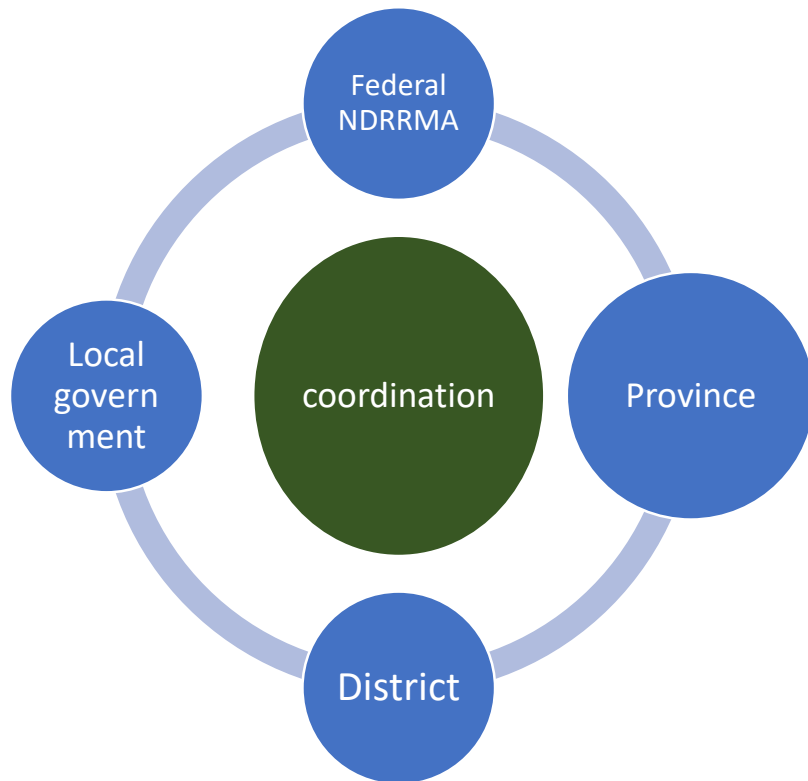 Federal
NDRRMA
Local
govern
ment
coordination
Province
District